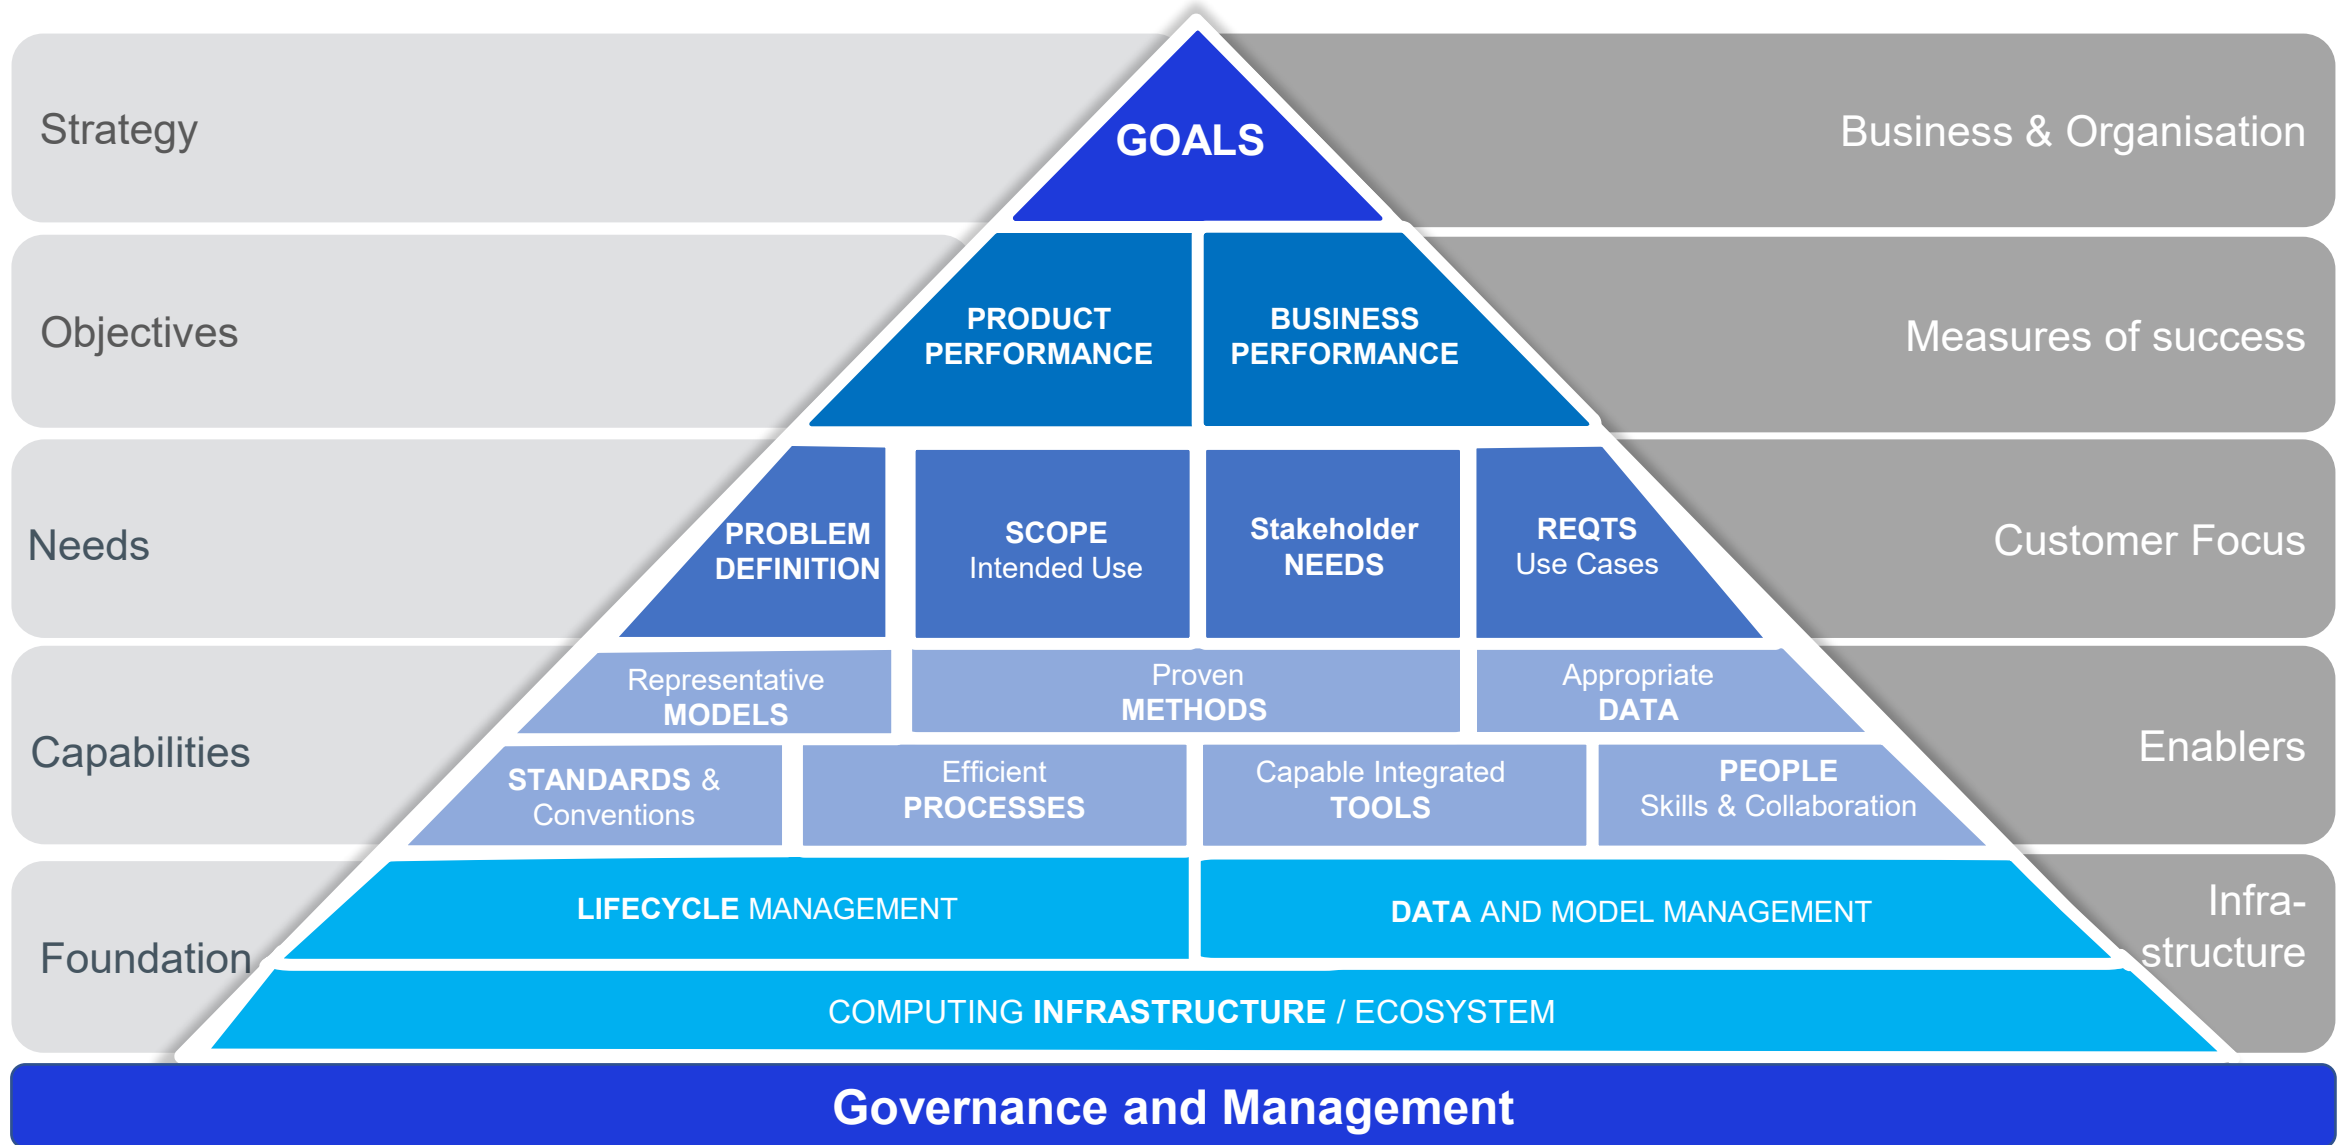 Strategy
GOALS
Business & Organisation
Objectives
PRODUCT
PERFORMANCE
BUSINESS
PERFORMANCE
Measures of success
Needs
PROBLEM
DEFINITION
SCOPE
Intended Use
Stakeholder
NEEDS
REQTS
Use Cases
Customer Focus
Capabilities
Representative
MODELS
Proven
METHODS
Appropriate
DATA
STANDARDS &
Conventions
Efficient
PROCESSES
Capable Integrated
TOOLS
PEOPLE
Skills & Collaboration
Enablers
Foundation
LIFECYCLE MANAGEMENT
DATA AND MODEL MANAGEMENT
COMPUTING INFRASTRUCTURE / ECOSYSTEM
Infra-
structure
Governance and Management